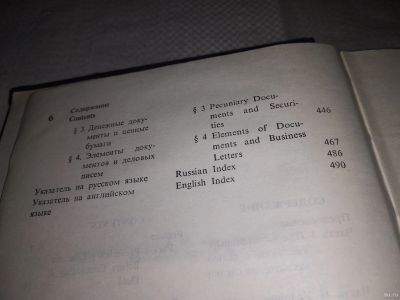 6
Содержание
Contents
§ 3 Денежные доку-
менты и ценные
бумаги
§ 4. Элементы доку-
ментов и деловых
писем
Указатель на русском языке
Указатель на английском
языке
§ 3 Pecuniary Docu-
ments and Securi-
ties 446
§ 4 Elements of Docu-
ments and Business
Letters 467
Russian Index 486
English Index 490